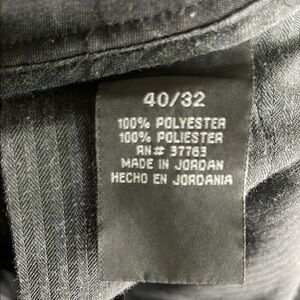 40/32
100% POLYESTER
100% POLIESTER
RN# 37763
MADE IN JORDAN
HECHO EN JORDANIA